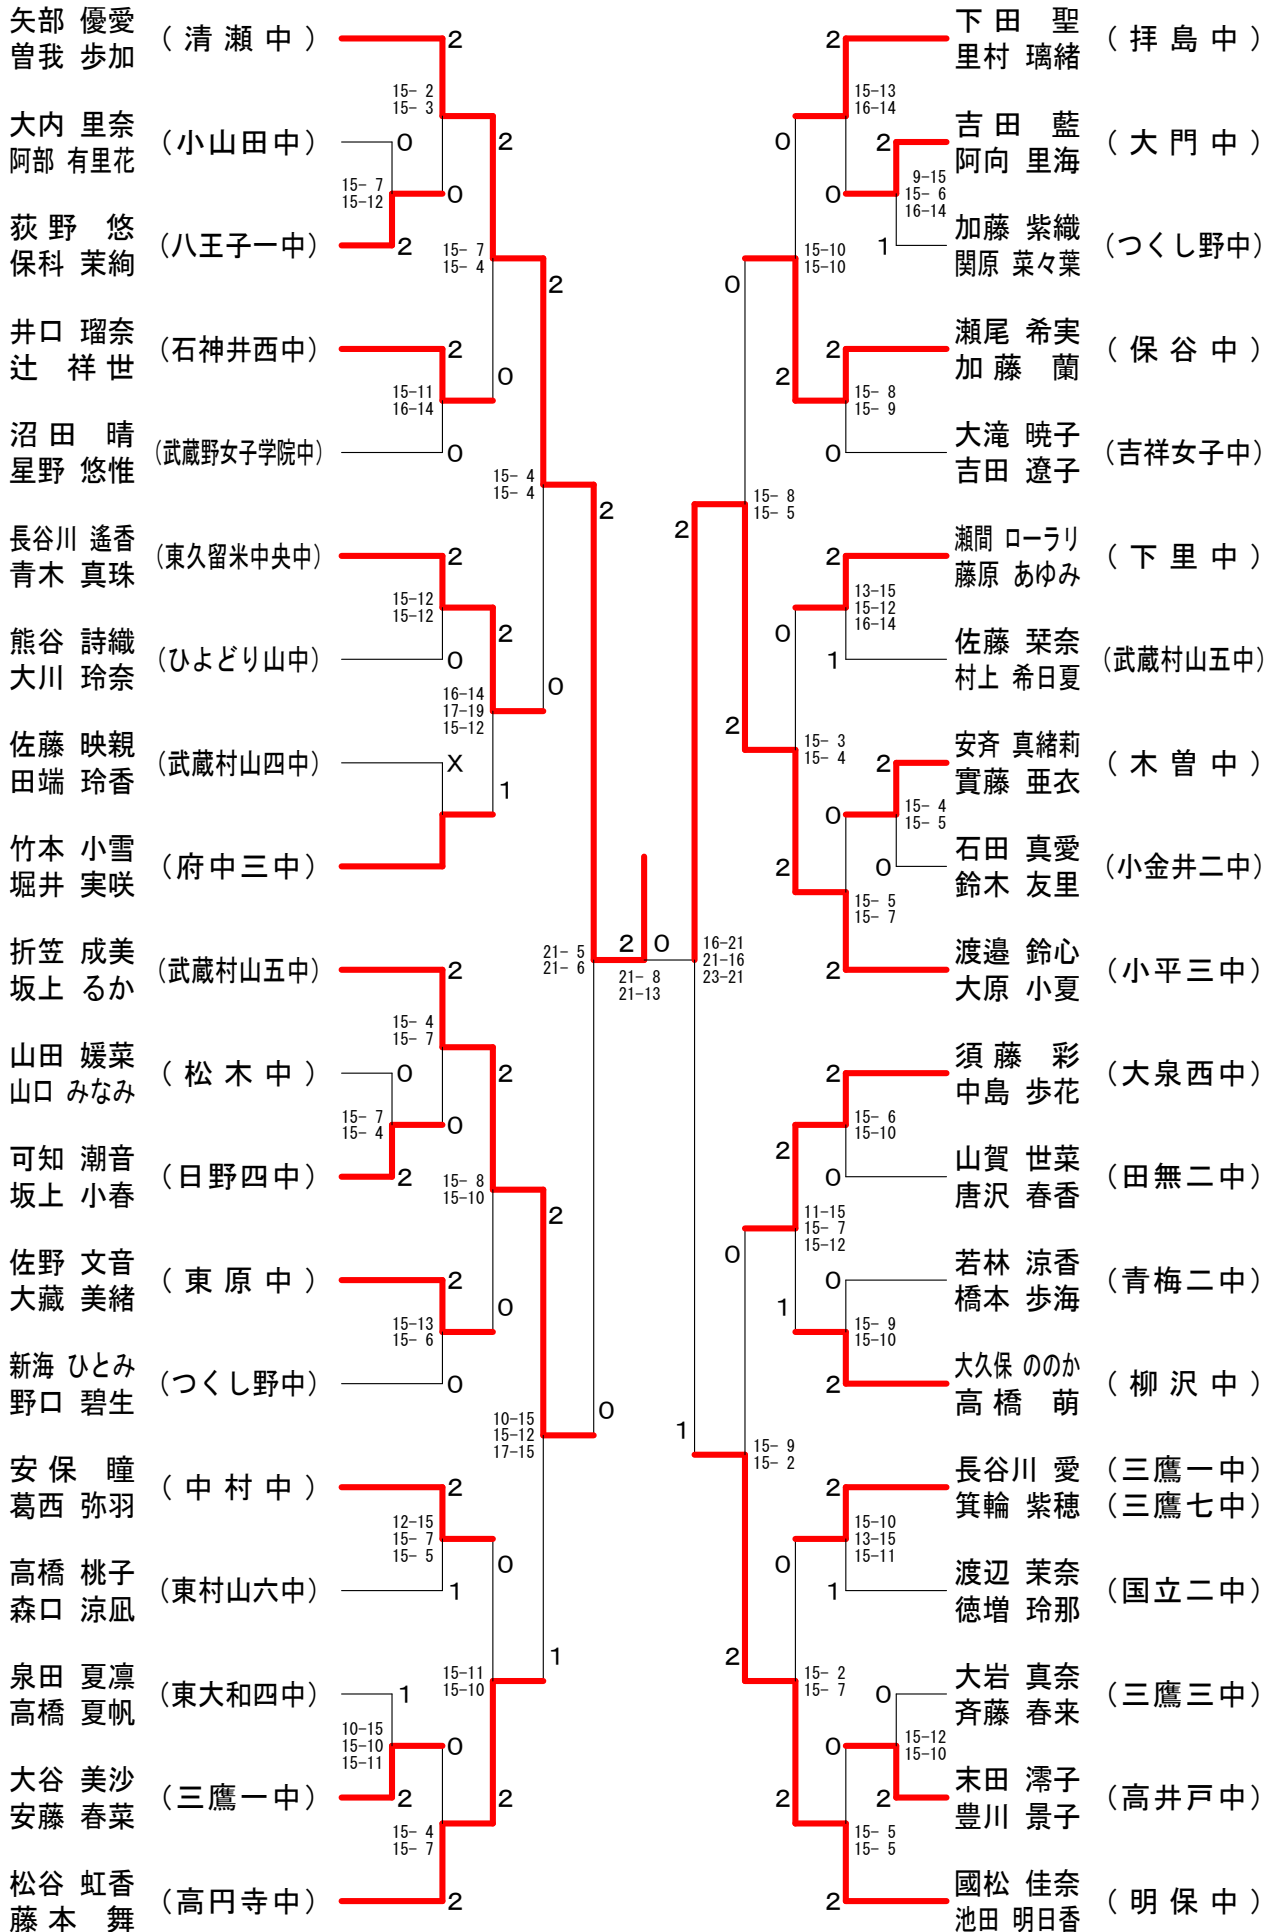 矢部 優愛
曽我 歩加
(清瀬中)
2
15- 2
15- 3
大内 里奈
阿部 有里花
(小山田中)
0
15- 7
15-12
0
荻野 悠
保科 茉絢
(八王子一中)
2
2
15- 7
15- 4
井口 瑠奈
辻 祥世
(石神井西中)
2
15-11
16-14
0
沼田 晴
星野 悠惟
(武蔵野女子学院中)
0
2
15- 4
15- 4
長谷川 遙香
青木 真珠
(東久留米中央中)
2
15-12
15-12
2
熊谷 詩織
大川 玲奈
(ひよどり山中)
0
16-14
17-19
15-12
0
佐藤 映親
田端 玲香
(武蔵村山四中)
X
1
竹本 小雪
堀井 実咲
(府中三中)
2
21- 5
21- 6
折笠 成美
坂上 るか
(武蔵村山五中)
2
15- 4
15- 7
2
山田 媛菜
山口 みなみ
(松木中)
0
15- 7
15- 4
0
可知 潮音
坂上 小春
(日野四中)
2
15- 8
15-10
2
佐野 文音
大藏 美緒
(東原中)
2
15-13
15- 6
0
新海 ひとみ
野口 碧生
(つくし野中)
0
10-15
15-12
17-15
0
安保 瞳
葛西 弥羽
(中村中)
2
12-15
15- 7
15- 5
0
高橋 桃子
森口 涼凪
(東村山六中)
1
15-11
15-10
1
泉田 夏凛
高橋 夏帆
(東大和四中)
1
10-15
15-10
15-11
0
大谷 美沙
安藤 春菜
(三鷹一中)
2
15- 4
15- 7
2
松谷 虹香
藤本 舞
(高円寺中)
2
2 0
21- 8
21-13
下田 聖
里村 璃緒
(拝島中)
2
15-13
16-14
0
吉田 藍
阿向 里海
(大門中)
2
9-15
15- 6
16-14
0
加藤 紫織
関原 菜々葉
(つくし野中)
1
15-10
15-10
0
瀬尾 希実
加藤 蘭
(保谷中)
2
15- 8
15- 9
2
大滝 暁子
吉田 遼子
(吉祥女子中)
0
15- 8
15- 5
2
瀬間 ローラリ
藤原 あゆみ
(下里中)
2
13-15
15-12
16-14
0
佐藤 栞奈
村上 希日夏
(武蔵村山五中)
1
15- 3
15- 4
2
安斉 真緒莉
實藤 亜衣
(木曽中)
2
15- 4
15- 5
0
石田 真愛
鈴木 友里
(小金井二中)
0
15- 5
15- 7
2
渡邉 鈴心
大原 小夏
(小平三中)
2
16-21
21-16
23-21
須藤 彩
中島 歩花
(大泉西中)
2
15- 6
15-10
2
山賀 世菜
唐沢 春香
(田無二中)
0
11-15
15- 7
15-12
0
若林 涼香
橋本 歩海
(青梅二中)
0
15- 9
15-10
1
大久保 ののか
高橋 萌
(柳沢中)
2
15- 9
15- 2
1
長谷川 愛 (三鷹一中)
箕輪 紫穂 (三鷹七中)
2
15-10
13-15
15-11
0
渡辺 茉奈
徳増 玲那
(国立二中)
1
15- 2
15- 7
2
大岩 真奈
斉藤 春来
(三鷹三中)
0
15-12
15-10
0
末田 澪子
豊川 景子
(高井戸中)
2
15- 5
15- 5
2
國松 佳奈
池田 明日香
(明保中)
2